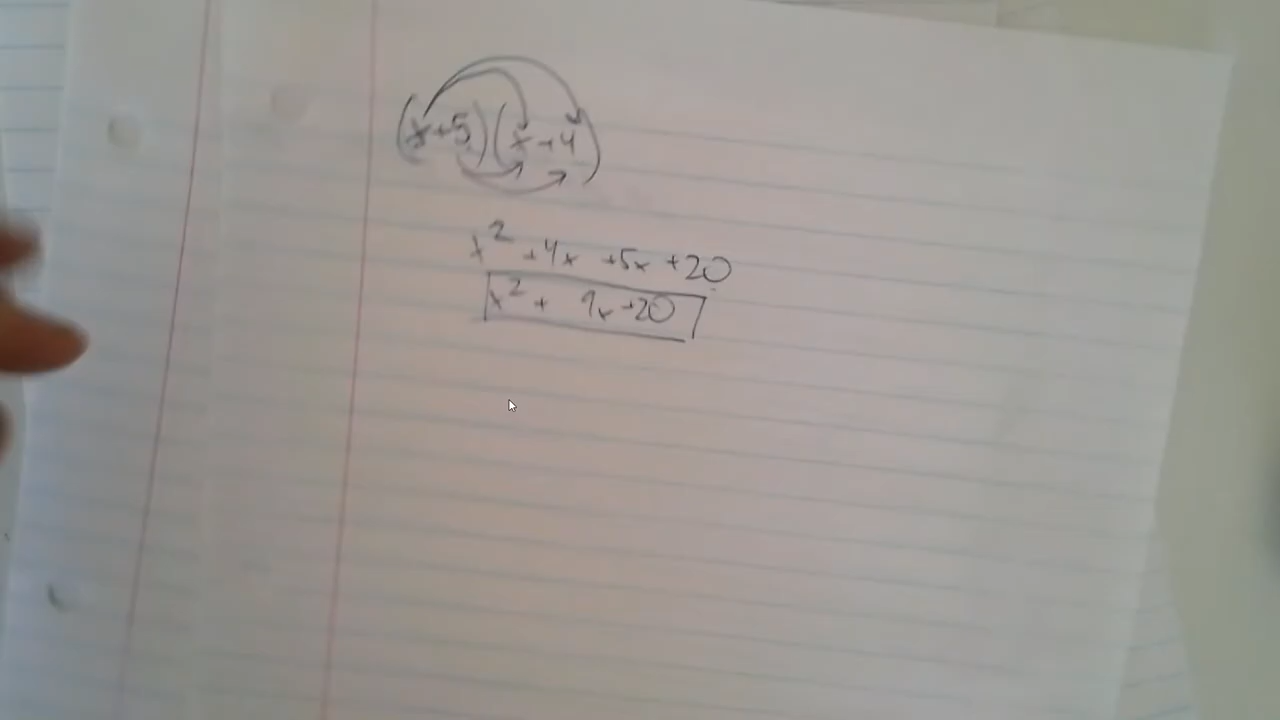 (x+5)(x+4)
x² +4x +5x +20
x² + 9x+20